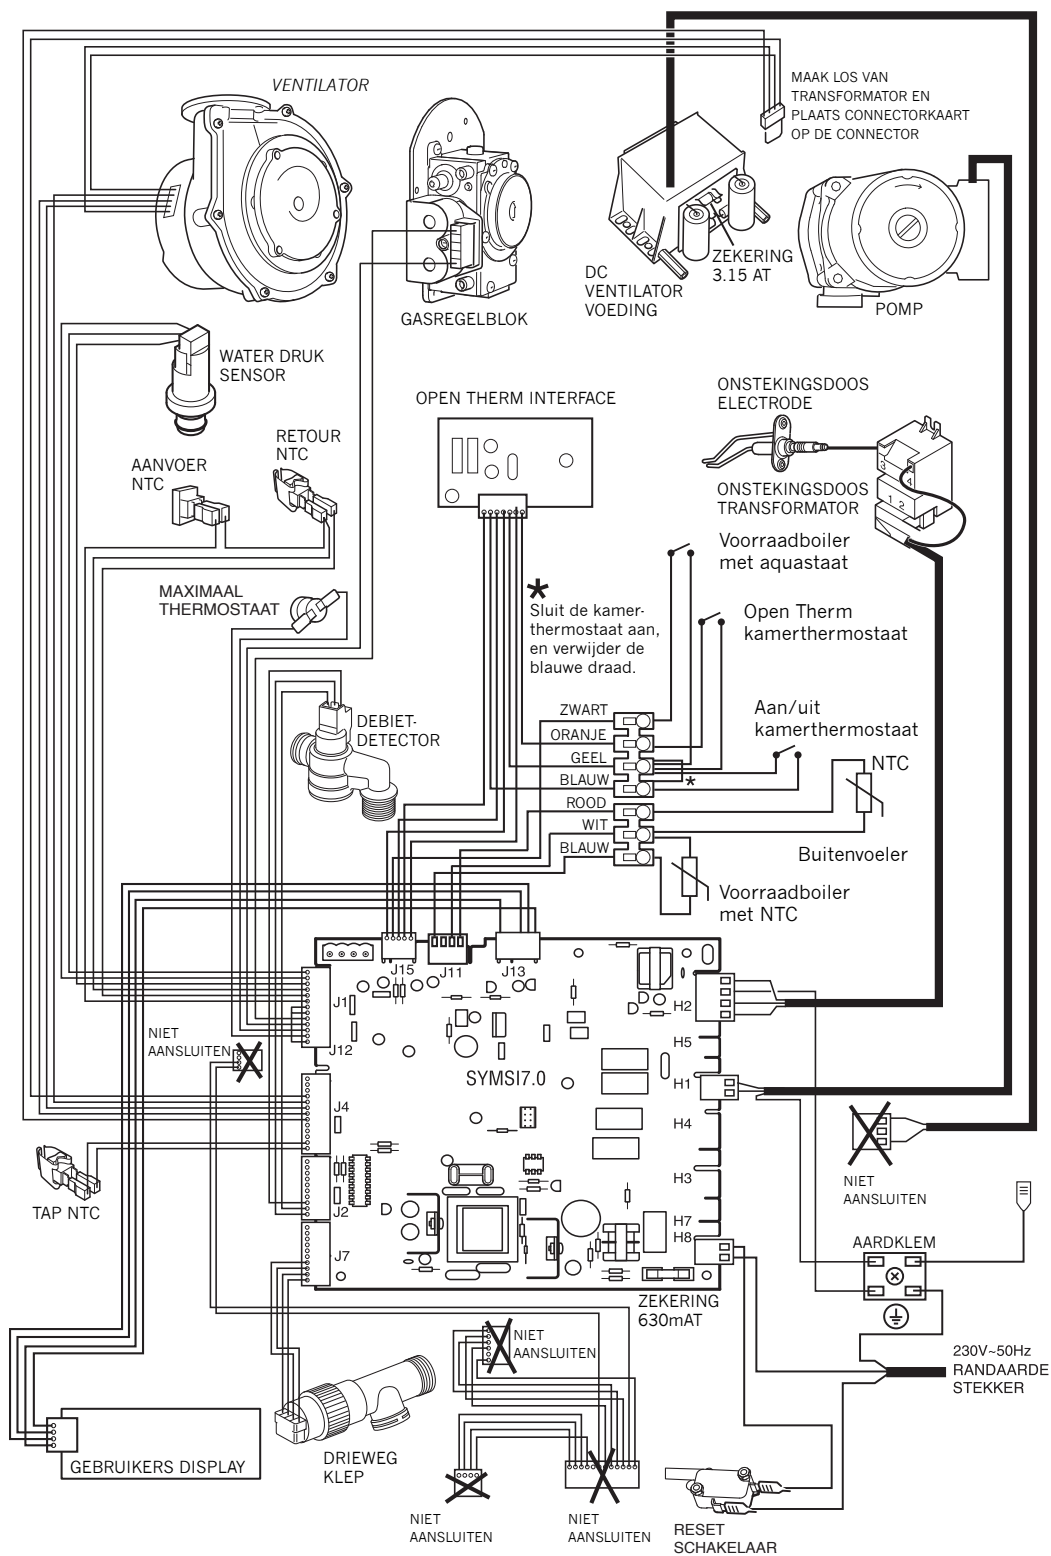 VENTILATOR
MAAK LOS VAN
TRANSFORMATOR EN
PLAATS CONNECTORKAART
OP DE CONNECTOR
GASREGELBLOK
DC
VENTILATOR
VOEDING
ZEKERING
3.15 AT
POMP
WATER DRUK
SENSOR
OPEN THERM INTERFACE
ONSTEKINGSDOOS
ELECTRODE
RETOUR
NTC
AANVOER
NTC
3
4
1 2
ONSTEKINGSDOOS
TRANSFORMATOR
Voorraadboiler
met aquastaat
MAXIMAAL
THERMOSTAAT
*
Sluit de kamer-
thermostaat aan,
en verwijder de
blauwe draad.
Open Therm
kamerthermostaat
DEBIET-
DETECTOR
ZWART
ORANJE
GEEL
BLAUW
ROOD
WIT
BLAUW
*
Aan/uit
kamerthermostaat
NTC
Buitenvoeler
Voorraadboiler
met NTC
J15
J11
J13
J1
J12
H2
NIET
AANSLUITEN
H5
SYMSI7.0
H1
J4
H4
NIET
AANSLUITEN
H3
TAP NTC
J2
H7
H8
J7
AARDKLEM
ZEKERING
630mAT
NIET
AANSLUITEN
230V~50Hz
RANDAARDE
STEKKER
GEBRUIKERS DISPLAY
DRIEWEG
KLEP
NIET
AANSLUITEN
NIET
AANSLUITEN
RESET
SCHAKELAAR